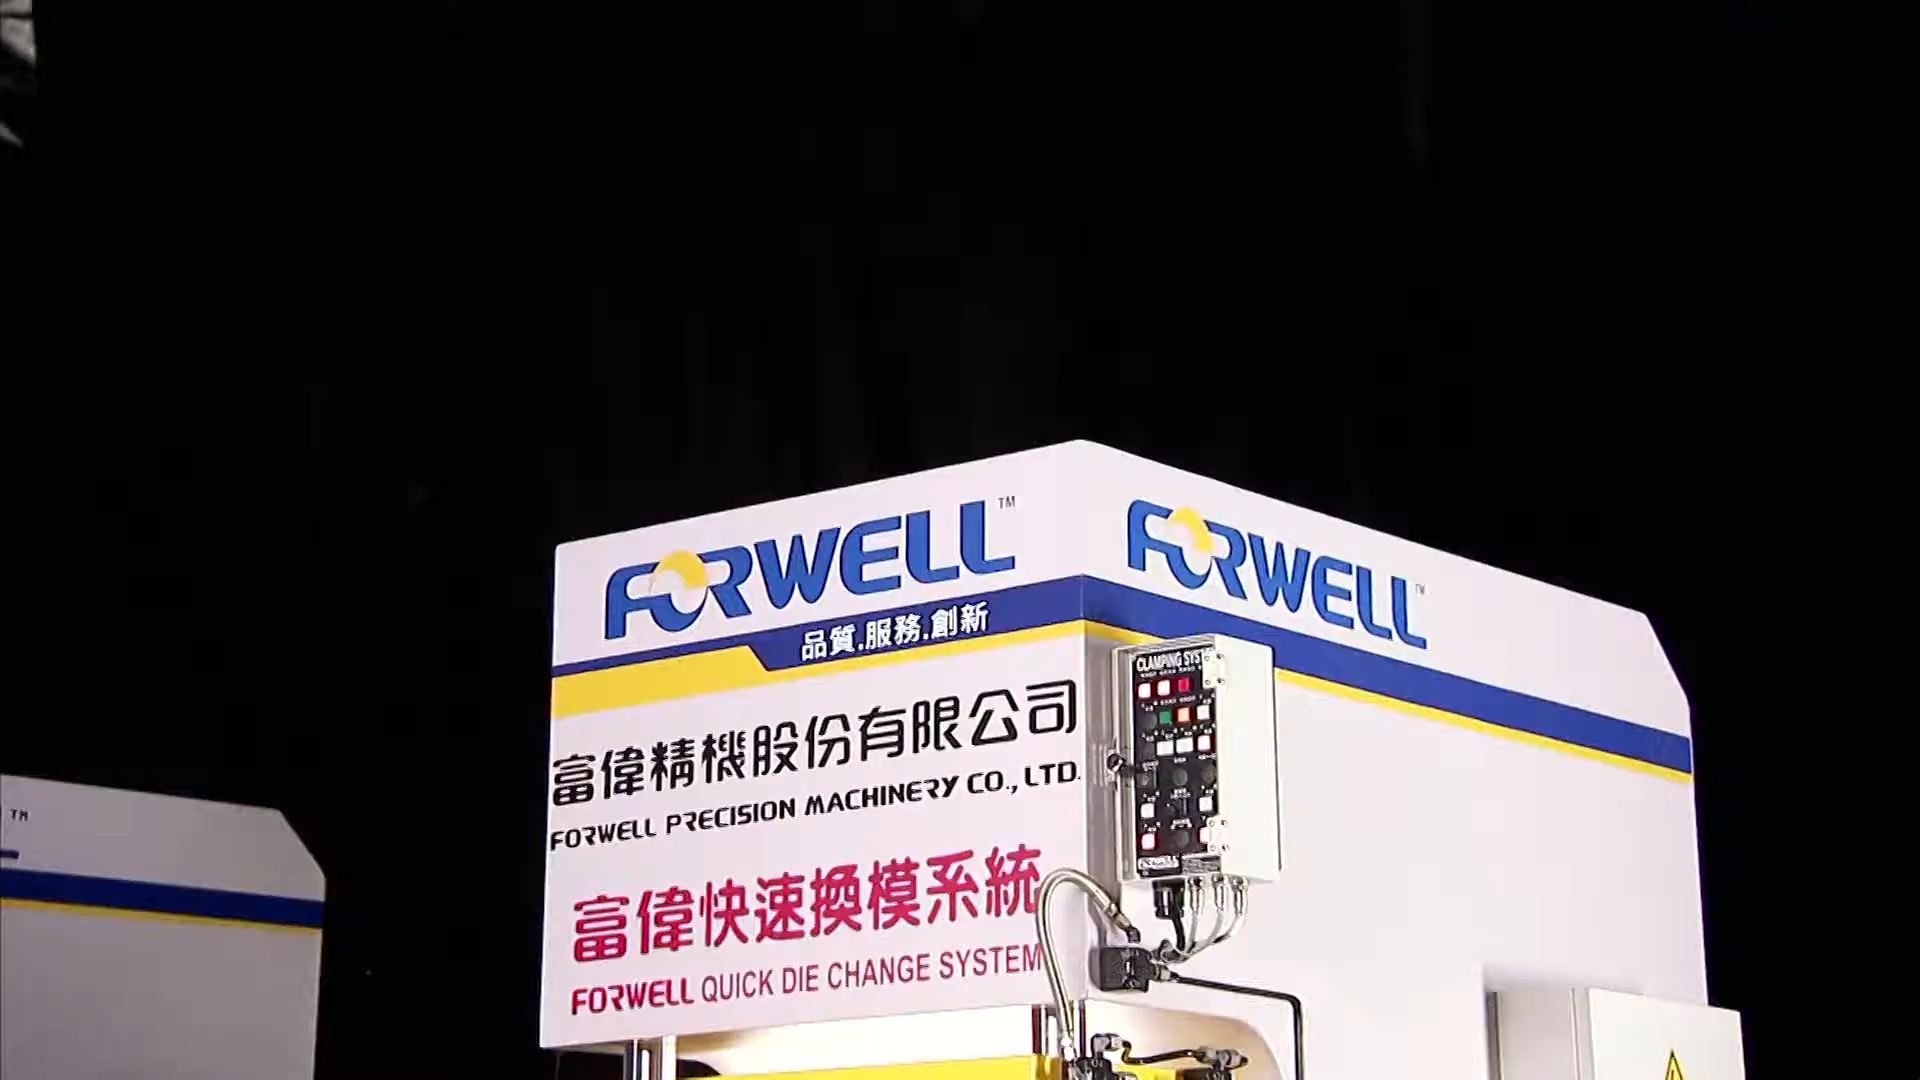 FORWELL™
品質.服務.創新
富偉精機股份有限公司
FORWELL PRECISION MACHINERY CO., LTD.
富偉快速換模系統
FORWELL QUICK DIE CHANGE SYSTEM
FORWELL™
CLAMPING SYST
TM